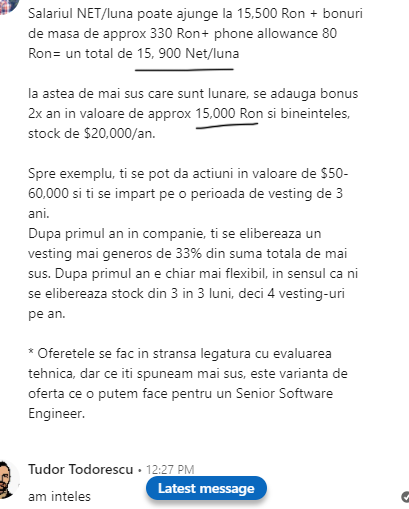 Salariul NET/luna poate ajunge la 15,500 Ron + bonuri
de masa de approx 330 Ron+ phone allowance 80
Ron= un total de 15, 900 Net/luna
la astea de mai sus care sunt lunare, se adauga bonus
2x an in valoare de approx 15,000 Ron si bineinteles,
stock de $20,000/an.
Spre exemplu, ti se pot da actiuni in valoare de $50-
60,000 si ti se impart pe o perioada de vesting de 3
ani.
Dupa primul an in companie, ti se elibereaza un
vesting mai generos de 33% din suma totala de mai
sus. Dupa primul an e chiar mai flexibil, in sensul ca ni
se elibereaza stock din 3 in 3 luni, deci 4 vesting-uri
pe an.
* Oferetele se fac in stransa legatura cu evaluarea
tehnica, dar ce iti spuneam mai sus, este varianta de
oferta ce o putem face pentru un Senior Software
Engineer.
Tudor Todorescu • 12:27 PM
am inteles
Latest message